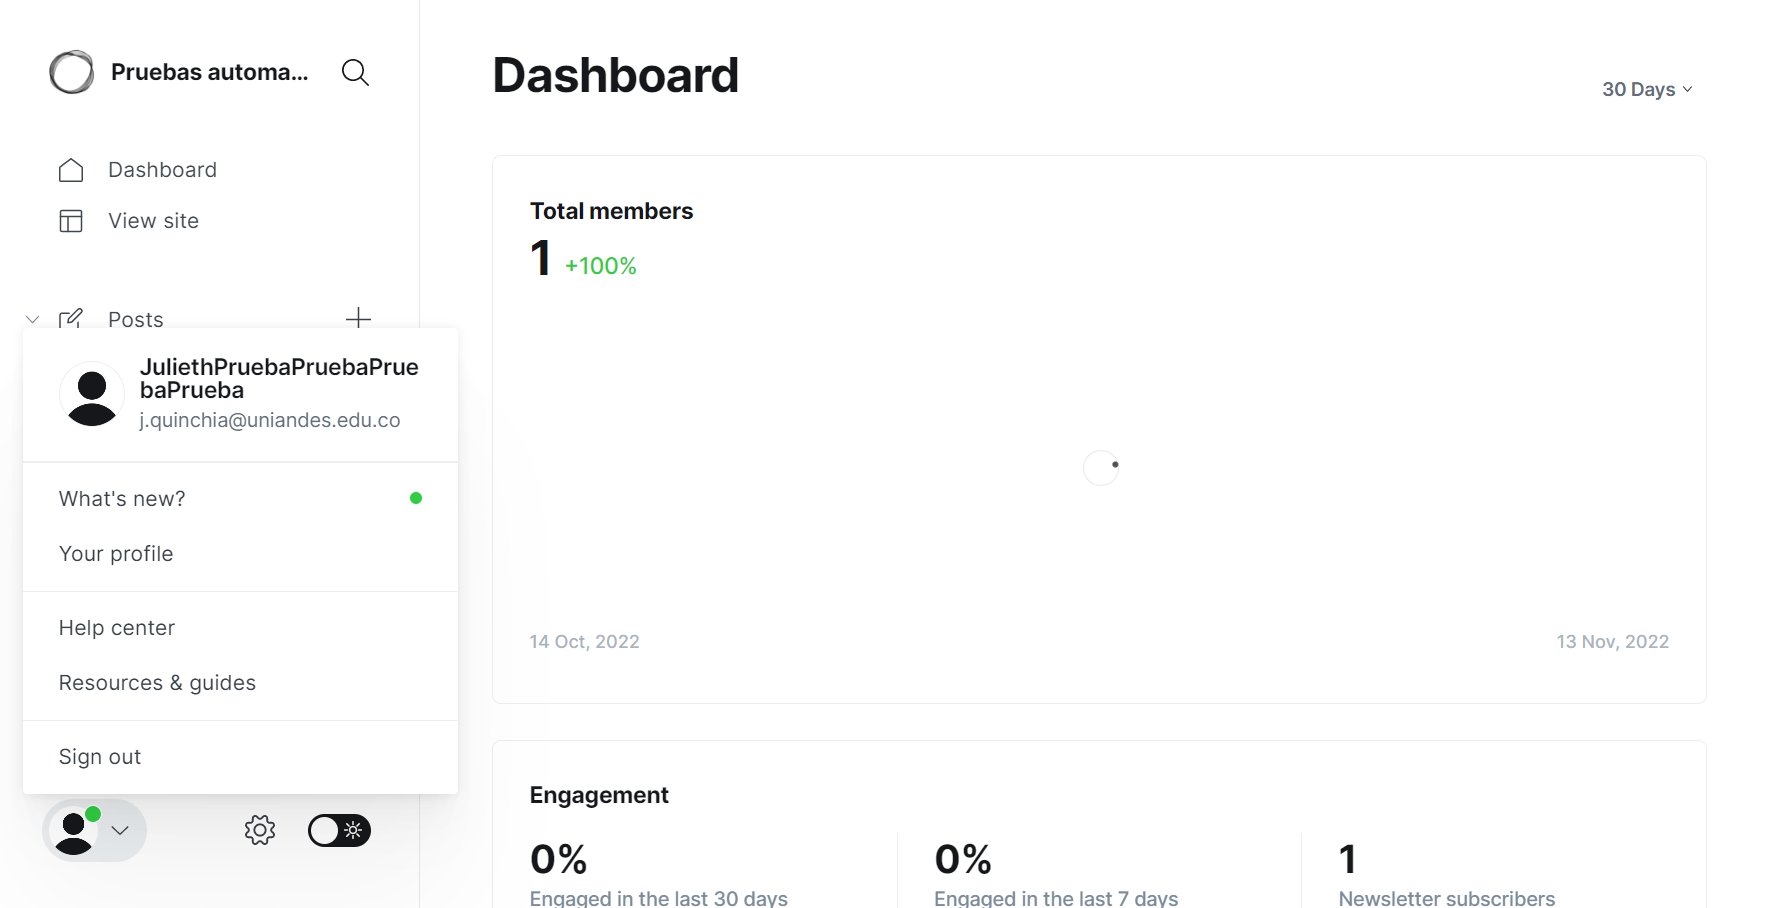 Pruebas automa...
Dashboard
View site
Posts
JuliethPruebaPruebaPrue
baPrueba
j.quinchia@uniandes.edu.co
What's new?
Your profile
Help center
Resources & guides
Sign out
Dashboard
30 Days
Total members
1 +100%
14 Oct, 2022
13 Nov, 2022
Engagement
0%
Engaged in the last 30 days
0%
Engaged in the last 7 days
1
Newsletter subscribers